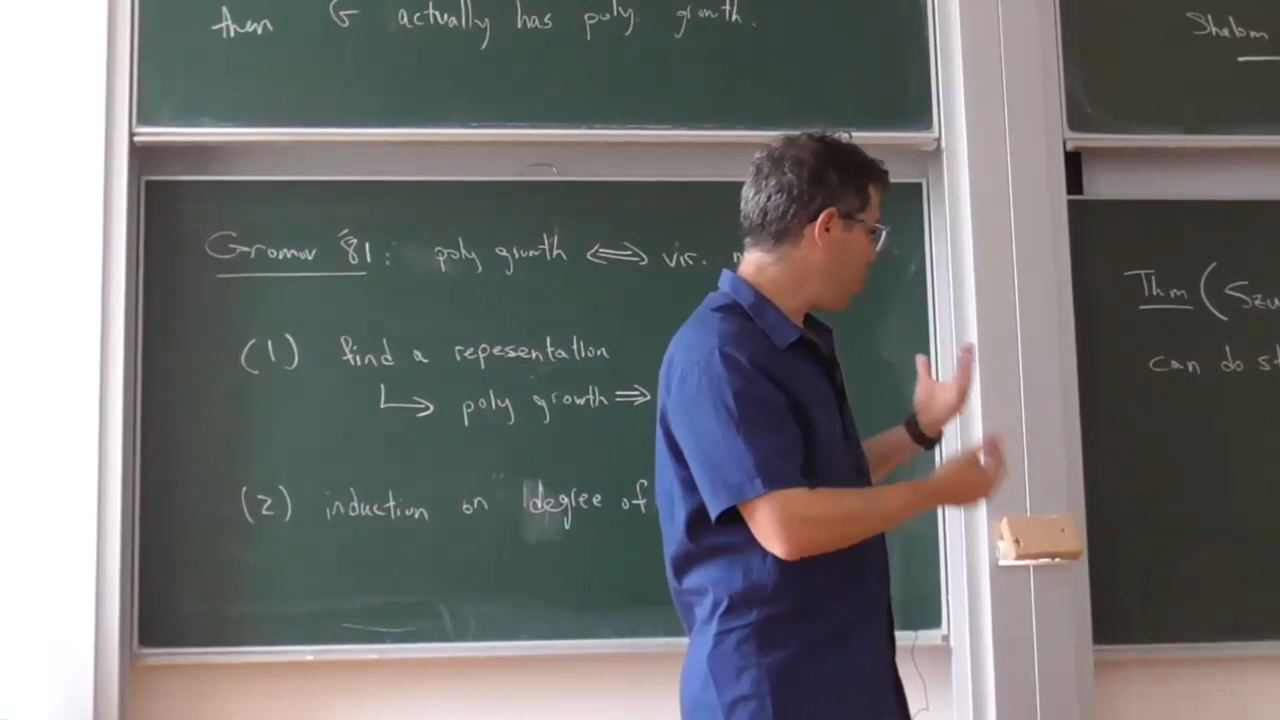 then G actually has poly growth.
Gromov '81: poly growth ⟺ vir.
(1) find a repesentation
↳ poly growth ⟹
(2) induction on degree of
Shalom
Thm (Szu
can do st